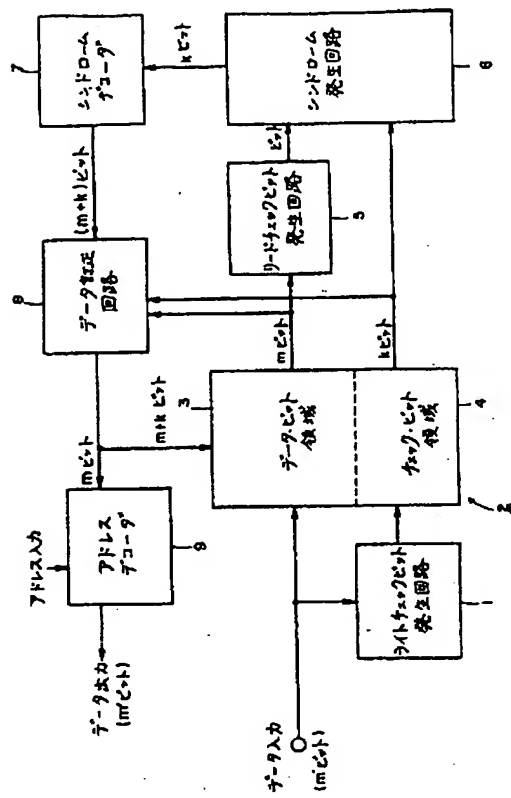 データ入力
(m'ビット)
ライトチェックビット
発生回路
1
2
データ・ビット
領域
3
チェック・ビット
領域
4
mビット
kビット
リードチェックビット
発生回路
5
ビット
シンドローム
発生回路
6
kビット
シンドローム
デコーダ
7
(m+k)ビット
データ訂正
回路
8
mビット
m+kビット
アドレス入力
アドレス
デコーダ
9
データ出力
(m'ビット)